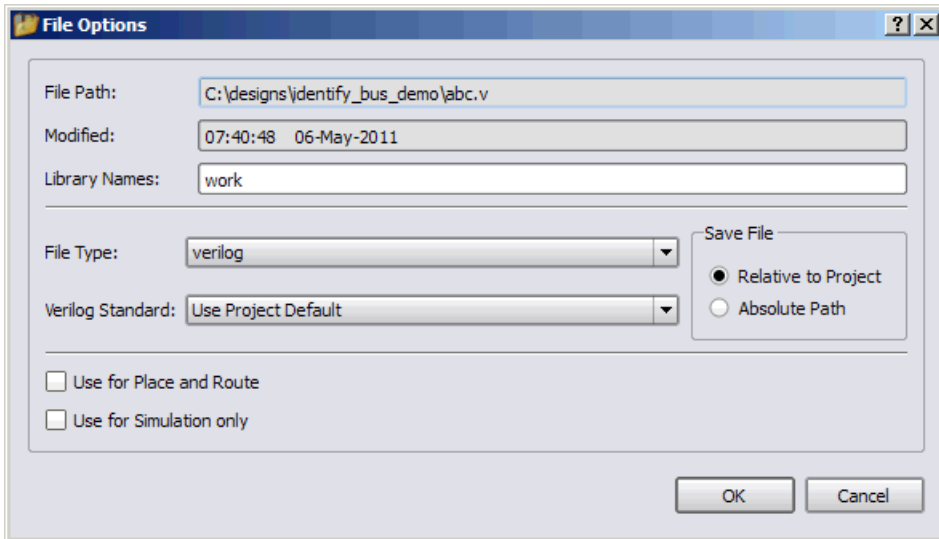 File Options
File Path: C:\designs\identify_bus_demo\abc.v
Modified: 07:40:48 06-May-2011
Library Names: work
Save File
File Type: verilog
Relative to Project
Verilog Standard: Use Project Default
Absolute Path
Use for Place and Route
Use for Simulation only
OK Cancel